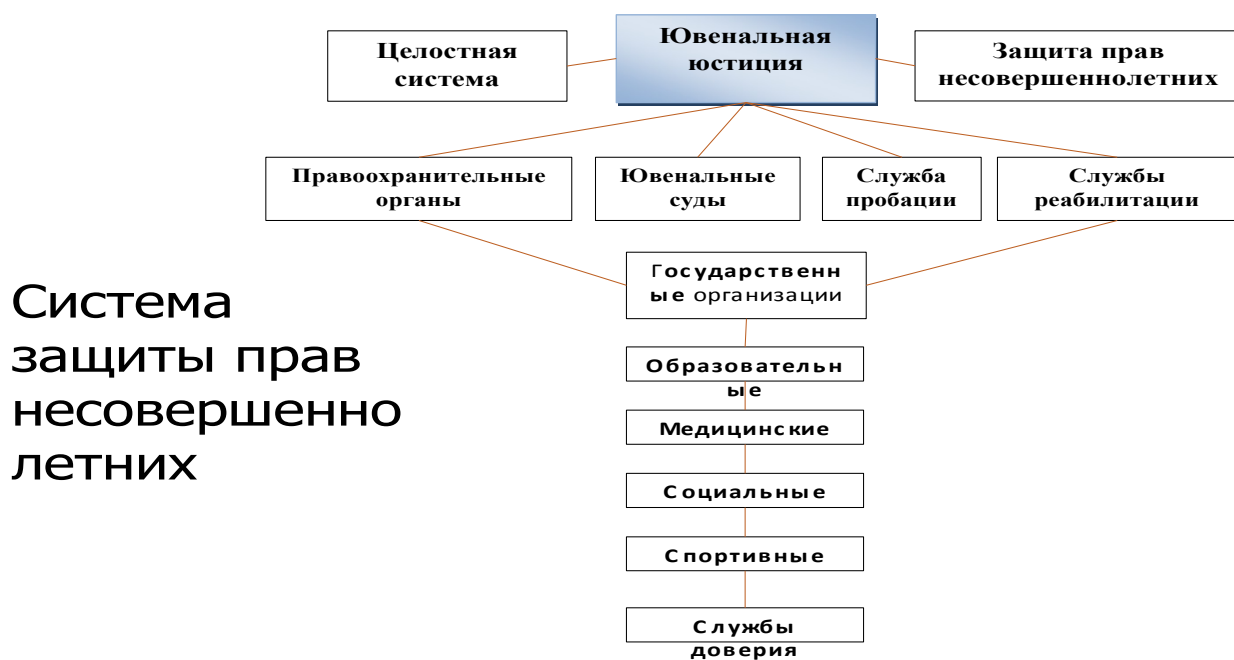 Целостная
система
Ювенальная
юстиция
Защита прав
несовершеннолетних
Правоохранительные
органы
Ювенальные
суды
Служба
пробации
Службы
реабилитации
Государственн
ые организации
Система
защиты прав
несовершенно
летних
Образовательн
ые
Медицинские
Социальные
Спортивные
Службы
доверия